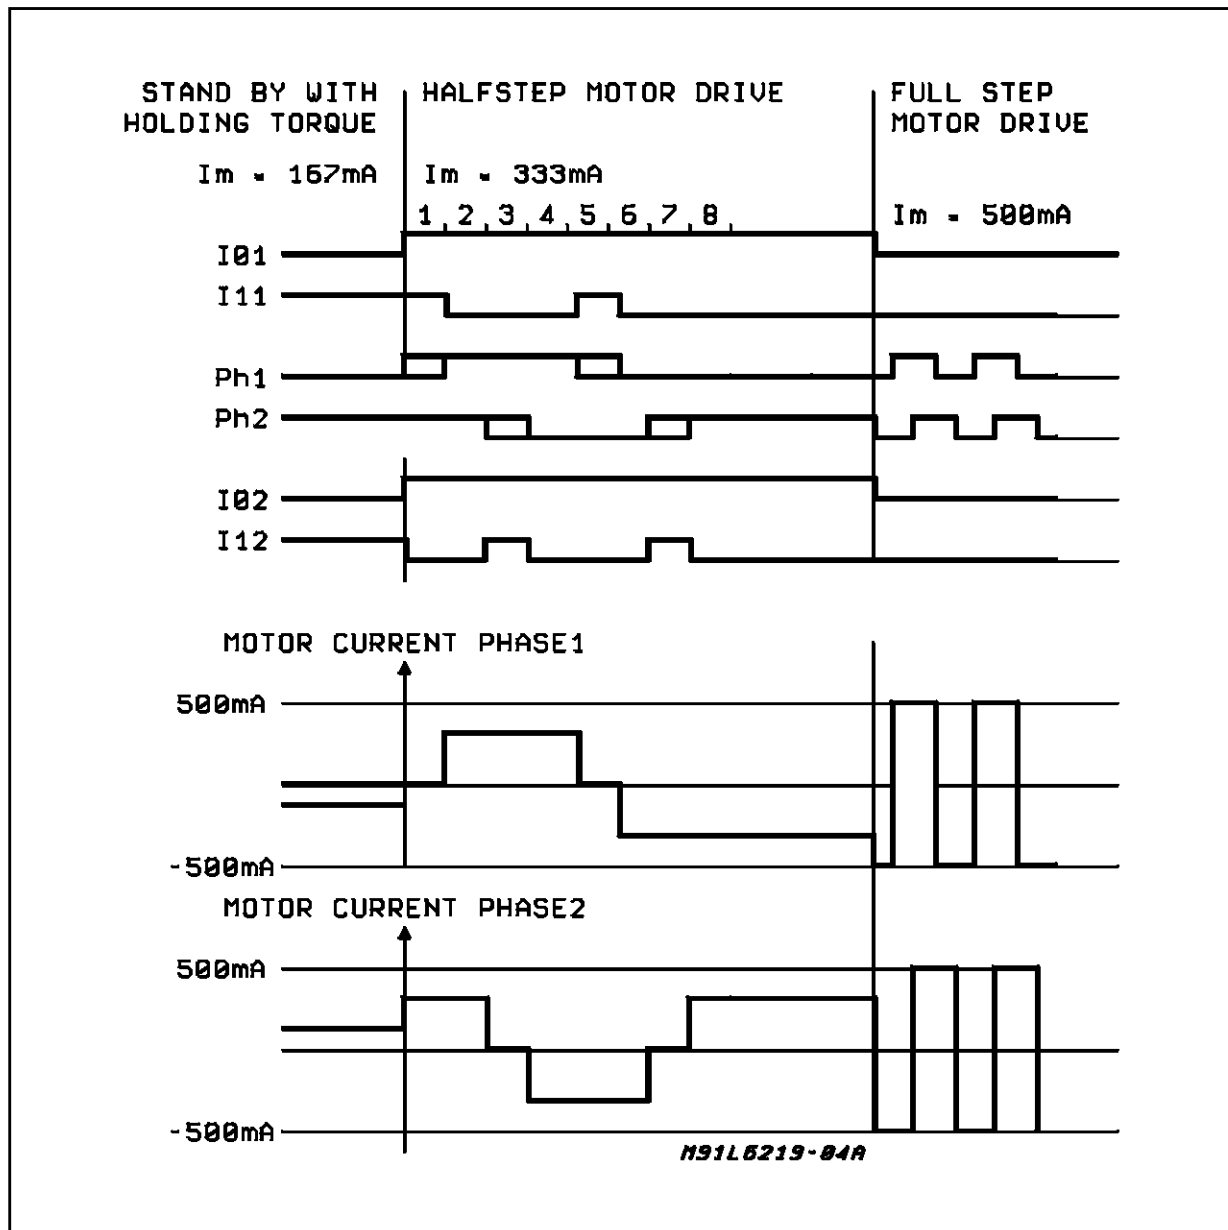 STAND BY WITH
HOLDING TORQUE
Im = 167mA
HALFSTEP MOTOR DRIVE
Im = 333mA
1 2 3 4 5 6 7 8
FULL STEP
MOTOR DRIVE
Im = 500mA
I01
I11
Ph1
Ph2
I02
I12
MOTOR CURRENT PHASE1
500mA
-500mA
MOTOR CURRENT PHASE2
500mA
-500mA
M91L6219-04A